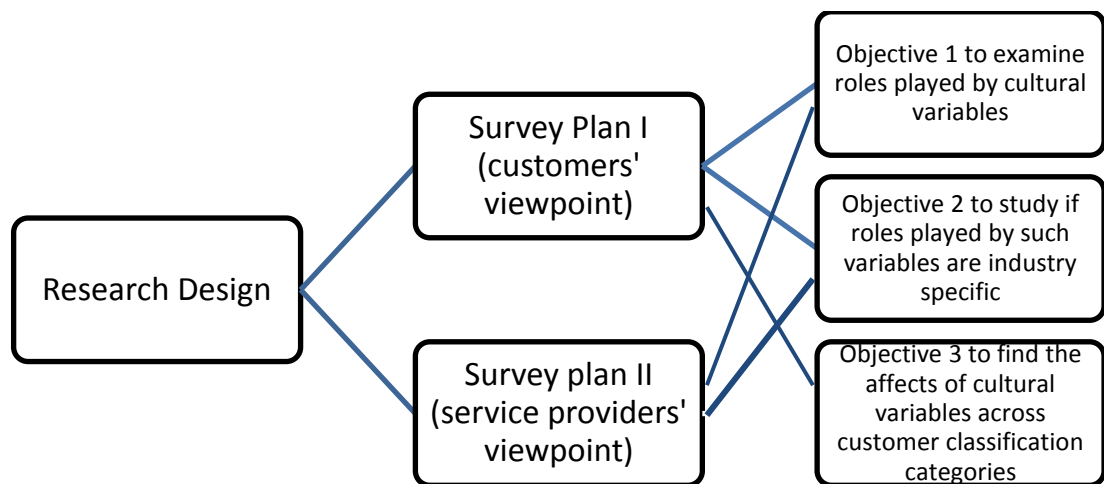 Research Design
Survey Plan I
(customers'
viewpoint)
Survey plan II
(service providers'
viewpoint)
Objective 1 to examine
roles played by cultural
variables
Objective 2 to study if
roles played by such
variables are industry
specific
Objective 3 to find the
affects of cultural
variables across
customer classification
categories